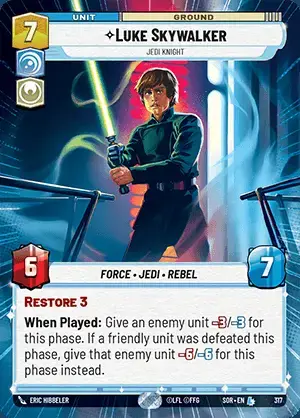 UNIT GROUND
7 ✧LUKE SKYWALKER
JEDI KNIGHT
6 FORCE • JEDI • REBEL 7
RESTORE 3
When Played: Give an enemy unit -3/-3 for
this phase. If a friendly unit was defeated this
phase, give that enemy unit -6/-6 for this
phase instead.
ERIC HIBBELER ©LFL ©FFG SOR • EN L 317